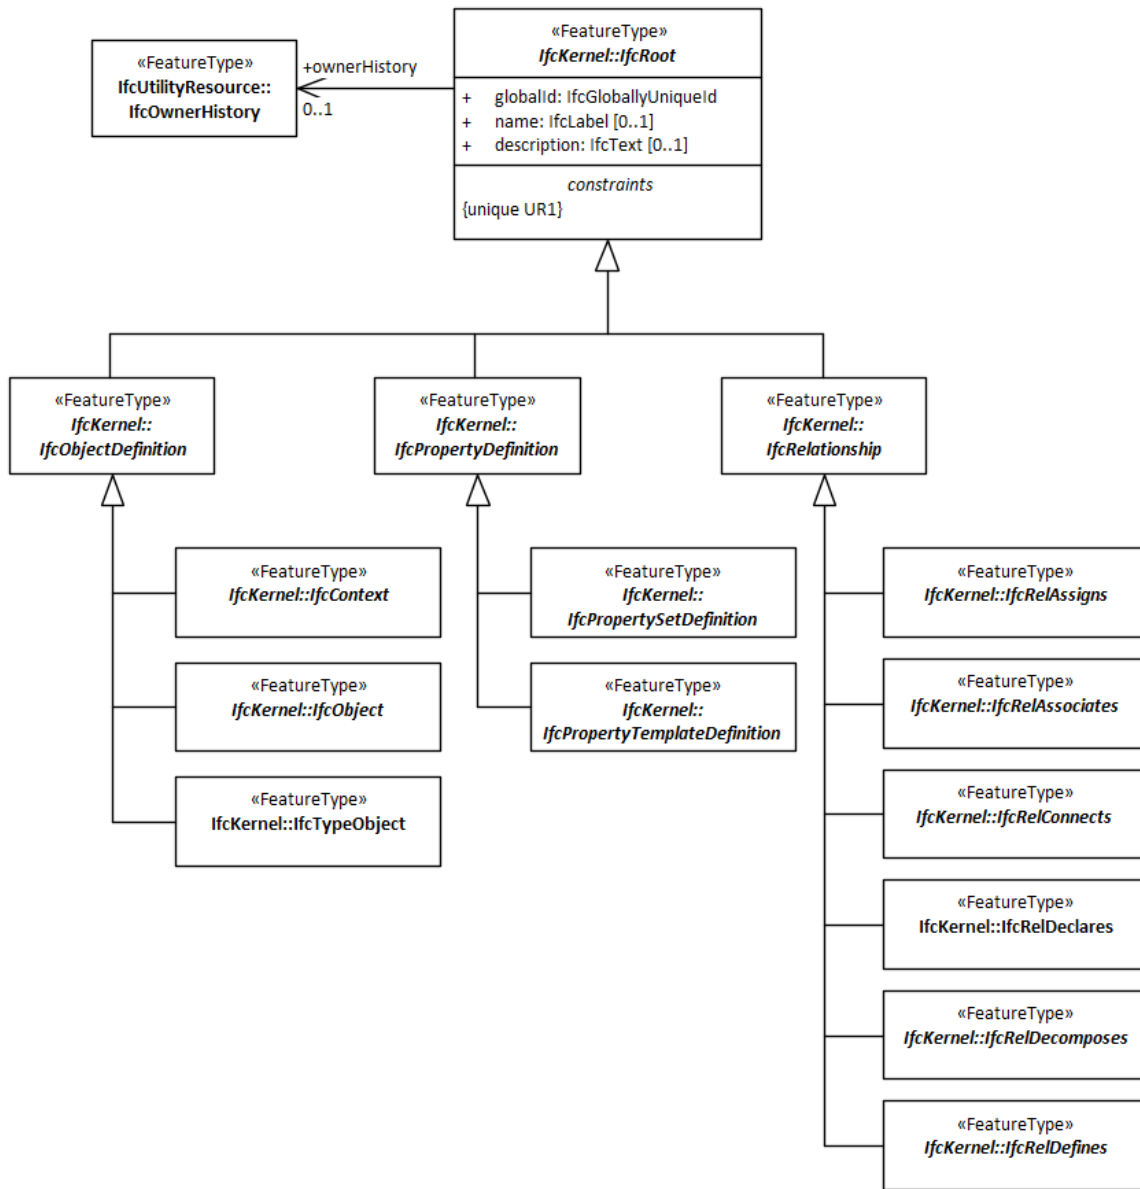 «FeatureType»
IfcKernel::IfcRoot
+ globalId: IfcGloballyUniqueId
+ name: IfcLabel [0..1]
+ description: IfcText [0..1]
constraints
{unique UR1}
«FeatureType»
IfcUtilityResource::
IfcOwnerHistory
+ownerHistory
0..1
«FeatureType»
IfcKernel::
IfcObjectDefinition
«FeatureType»
IfcKernel::
IfcPropertyDefinition
«FeatureType»
IfcKernel::
IfcRelationship
«FeatureType»
IfcKernel::IfcContext
«FeatureType»
IfcKernel::IfcObject
«FeatureType»
IfcKernel::IfcTypeObject
«FeatureType»
IfcKernel::
IfcPropertySetDefinition
«FeatureType»
IfcKernel::
IfcPropertyTemplateDefinition
«FeatureType»
IfcKernel::IfcRelAssigns
«FeatureType»
IfcKernel::IfcRelAssociates
«FeatureType»
IfcKernel::IfcRelConnects
«FeatureType»
IfcKernel::IfcRelDeclares
«FeatureType»
IfcKernel::IfcRelDecomposes
«FeatureType»
IfcKernel::IfcRelDefines